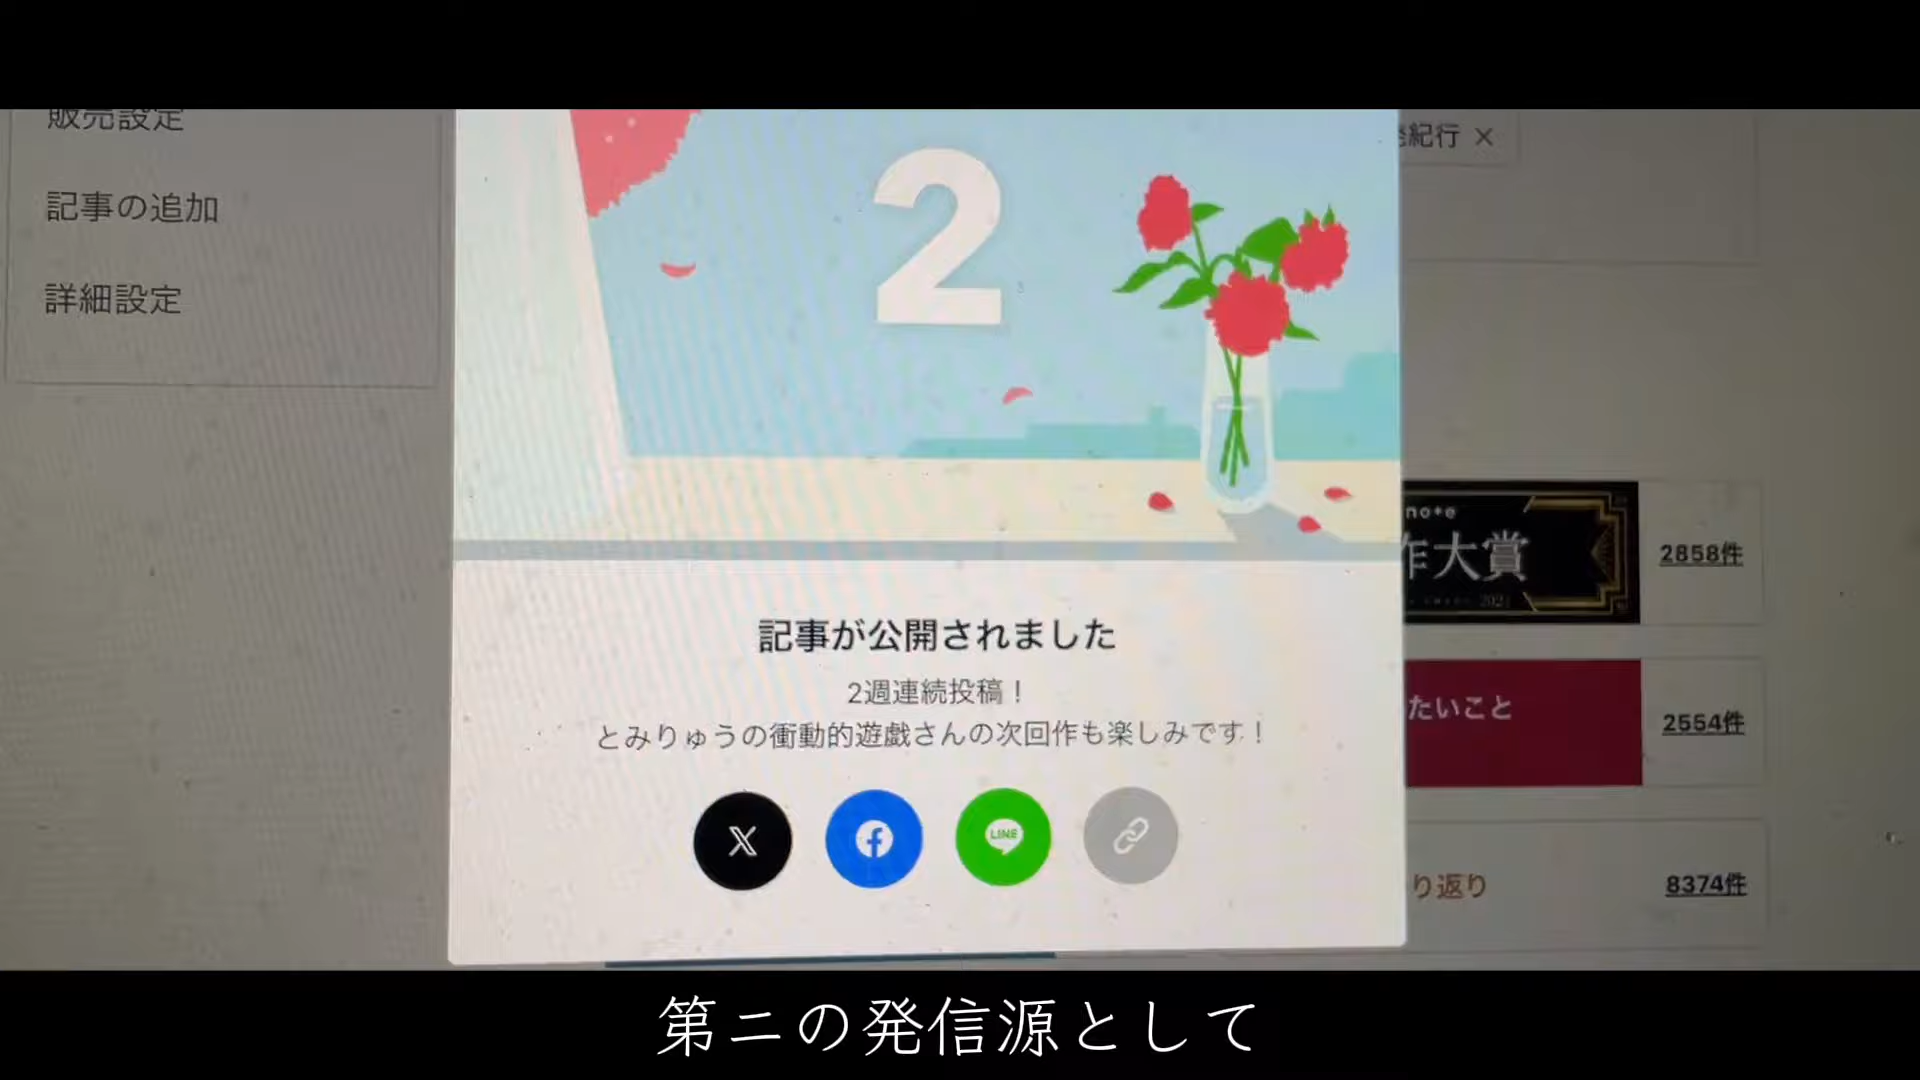 販売設定
記事の追加
詳細設定
2
紀行 ×
note
作大賞
2858件
たいこと
2554件
り返り
8374件
記事が公開されました
2週連続投稿！
とみりゅうの衝動的遊戯さんの次回作も楽しみです！
LINE
第ニの発信源として